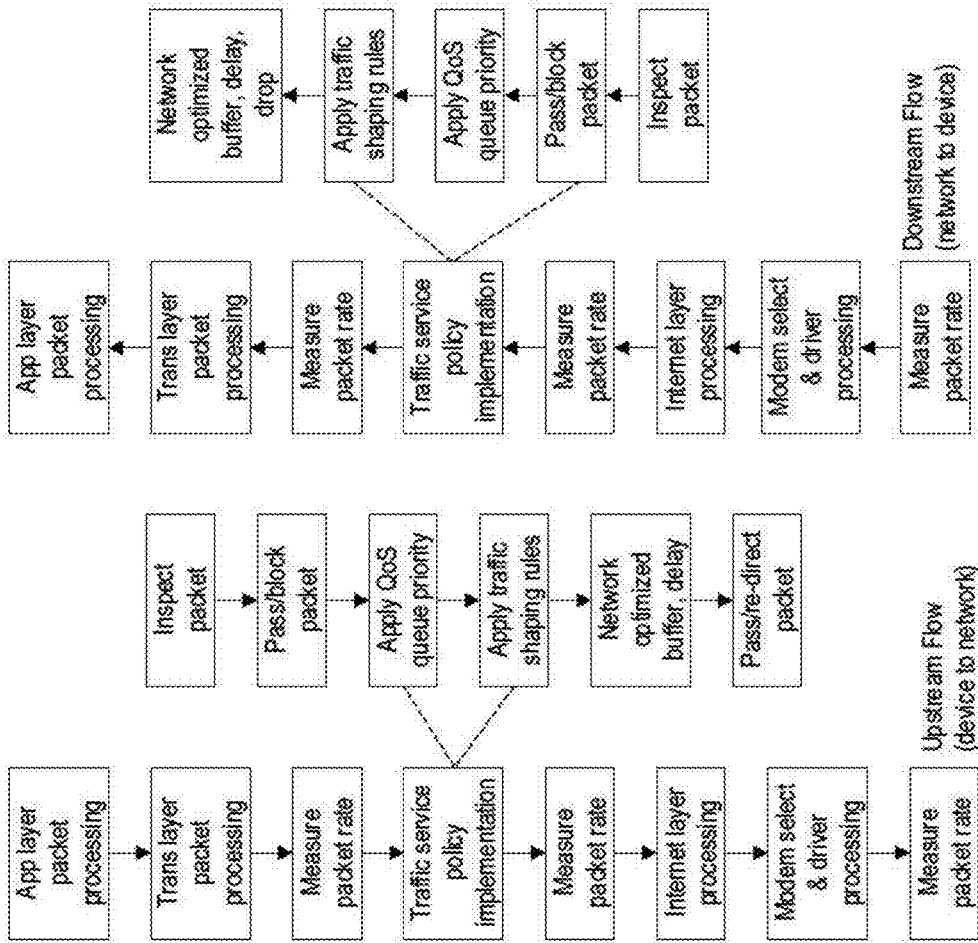 App layer
packet
processing
Trans layer
packet
processing
Measure
packet rate
Traffic service
policy
implementation
Measure
packet rate
Internet layer
processing
Modem select
& driver
processing
Measure
packet rate
Inspect
packet
Pass/block
packet
Apply QoS
queue priority
Apply traffic
shaping rules
Network
optimized
buffer, delay
Pass/re-direct
packet
Upstream Flow
(device to network)
App layer
packet
processing
Trans layer
packet
processing
Measure
packet rate
Traffic service
policy
implementation
Measure
packet rate
Internet layer
processing
Modem select
& driver
processing
Measure
packet rate
Network
optimized
buffer, delay,
drop
Apply traffic
shaping rules
Apply QoS
queue priority
Pass/block
packet
Inspect
packet
Downstream Flow
(network to device)